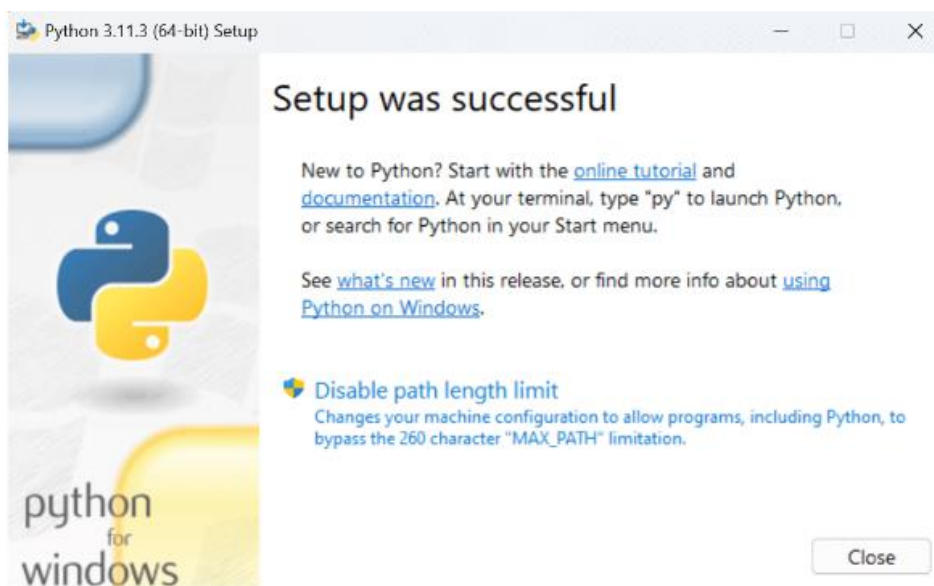 Python 3.11.3 (64-bit) Setup
Setup was successful
New to Python? Start with the online tutorial and
documentation. At your terminal, type "py" to launch Python,
or search for Python in your Start menu.
See what's new in this release, or find more info about using
Python on Windows.
Disable path length limit
Changes your machine configuration to allow programs, including Python, to
bypass the 260 character "MAX_PATH" limitation.
python
for
windows
Close